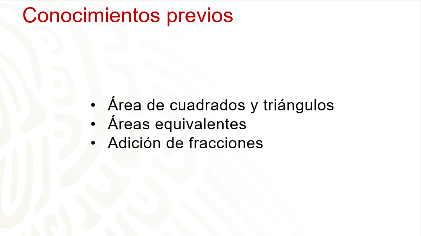 Conocimientos previos
• Área de cuadrados y triángulos
• Áreas equivalentes
• Adición de fracciones